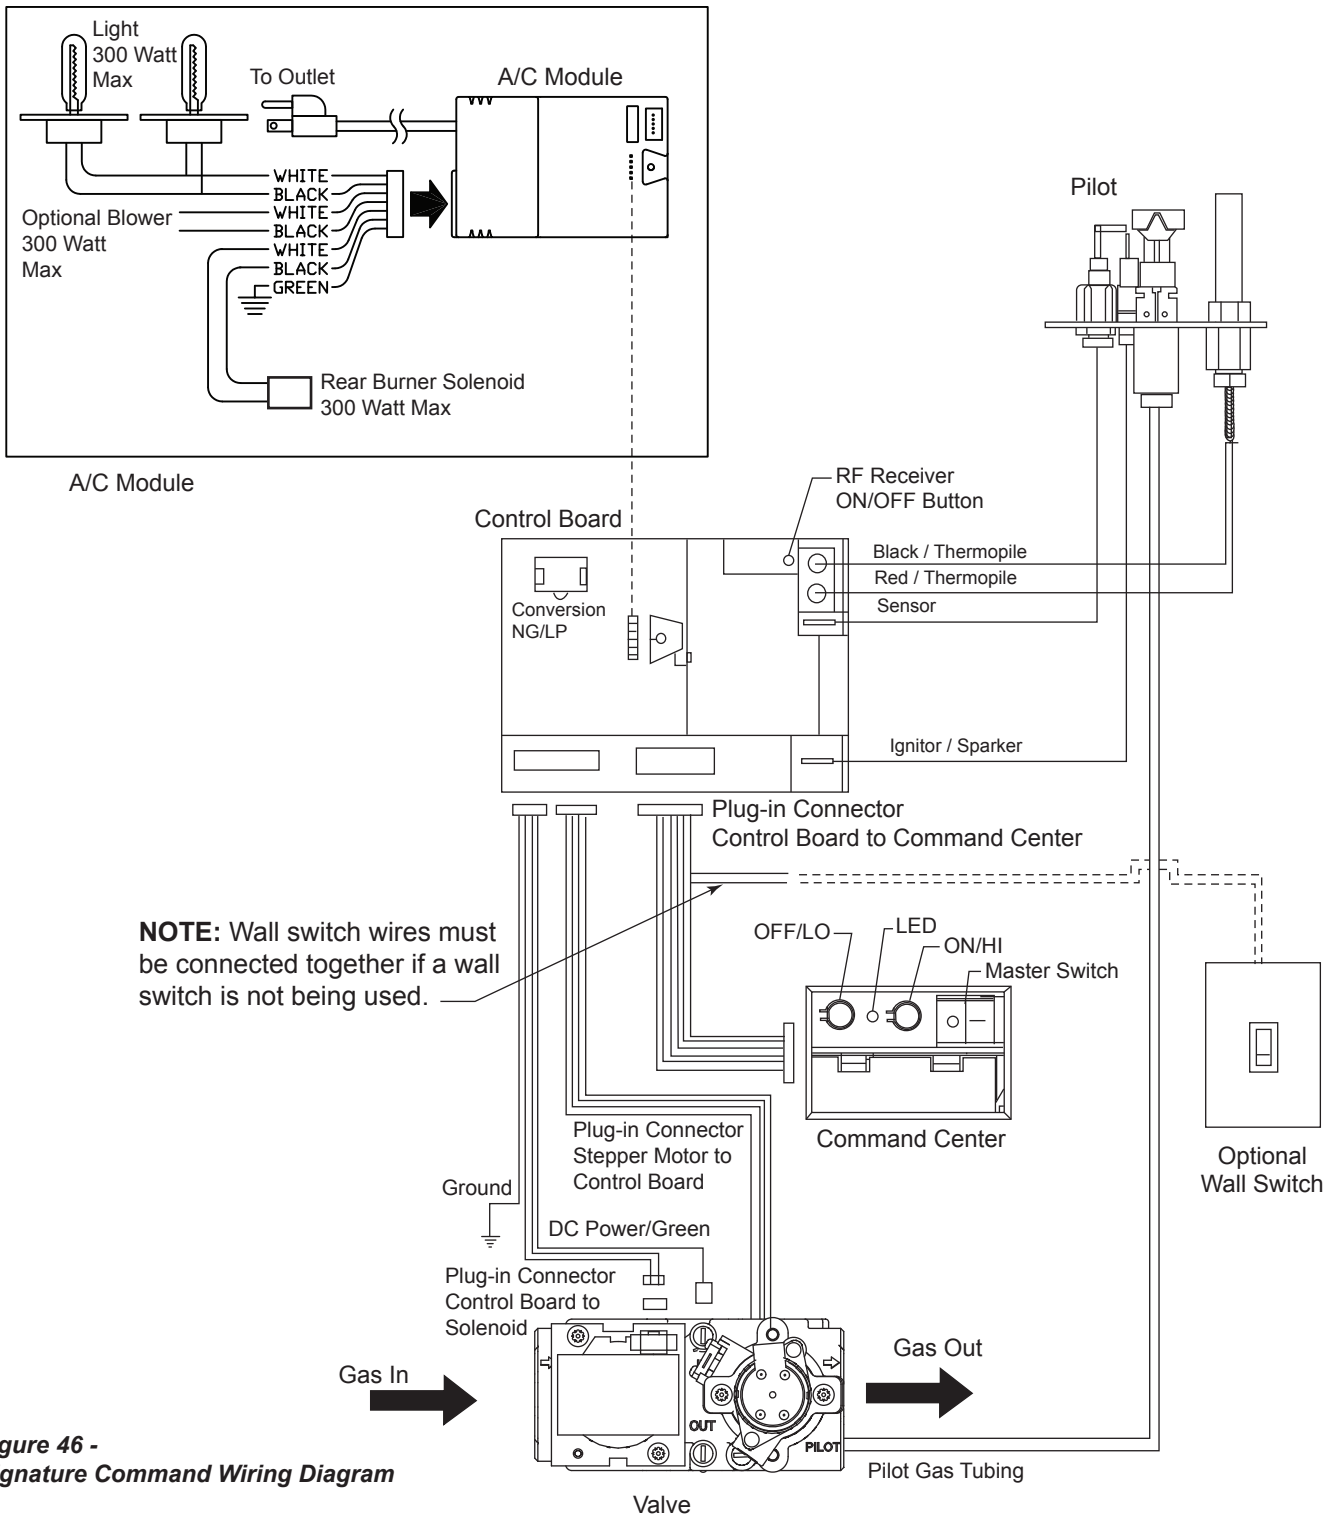 Light
300 Watt
Max
To Outlet
A/C Module
WHITE
BLACK
WHITE
BLACK
WHITE
BLACK
GREEN
Optional Blower
300 Watt
Max
Rear Burner Solenoid
300 Watt Max
A/C Module
Pilot
RF Receiver
ON/OFF Button
Control Board
Black / Thermopile
Red / Thermopile
Sensor
Conversion
NG/LP
Ignitor / Sparker
Plug-in Connector
Control Board to Command Center
NOTE: Wall switch wires must
be connected together if a wall
switch is not being used.
OFF/LO
LED
ON/HI
Master Switch
Command Center
Optional
Wall Switch
Plug-in Connector
Stepper Motor to
Control Board
Ground
DC Power/Green
Plug-in Connector
Control Board to
Solenoid
Gas In
Gas Out
OUT
PILOT
Pilot Gas Tubing
Valve
gure 46 -
gnature Command Wiring Diagram